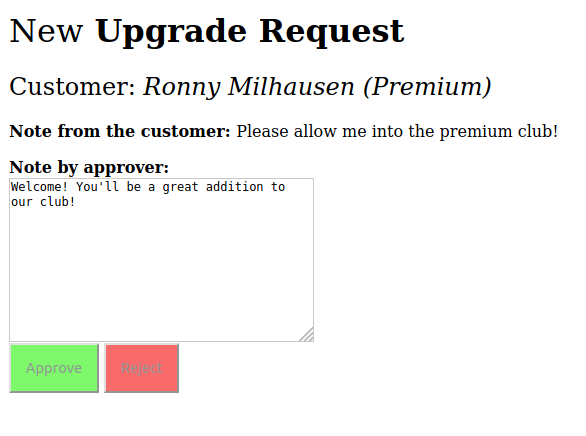 New Upgrade Request
Customer: Ronny Milhausen (Premium)
Note from the customer: Please allow me into the premium club!
Note by approver:
Welcome! You'll be a great addition to
our club!
Approve Reject